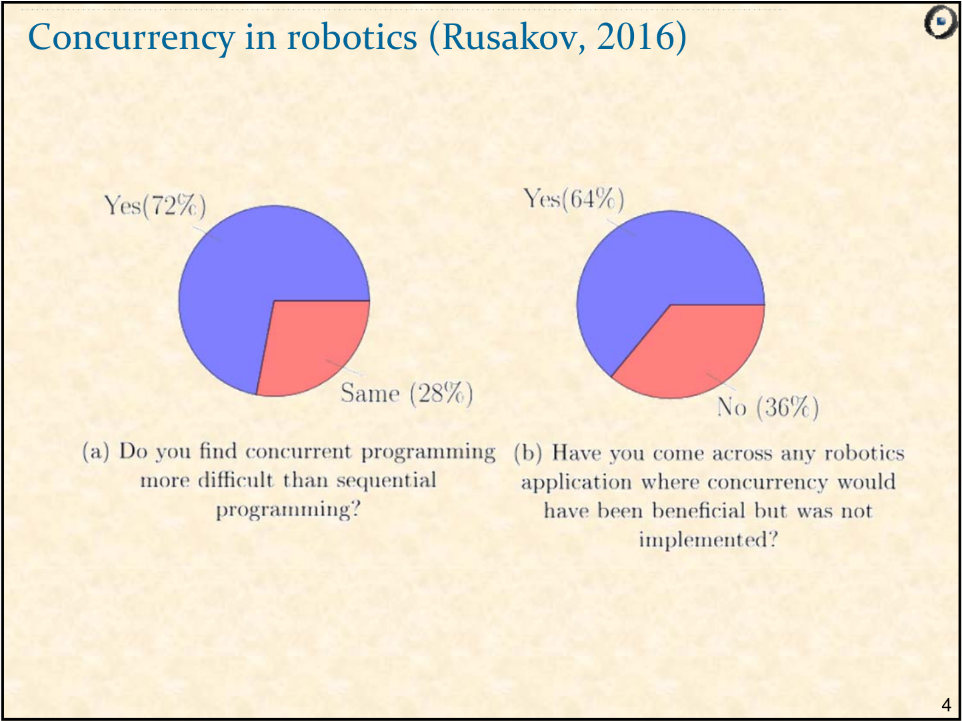 Concurrency in robotics (Rusakov, 2016)
Yes(72%)
Same (28%)
(a) Do you find concurrent programming
more difficult than sequential
programming?
Yes(64%)
No (36%)
(b) Have you come across any robotics
application where concurrency would
have been beneficial but was not
implemented?
4